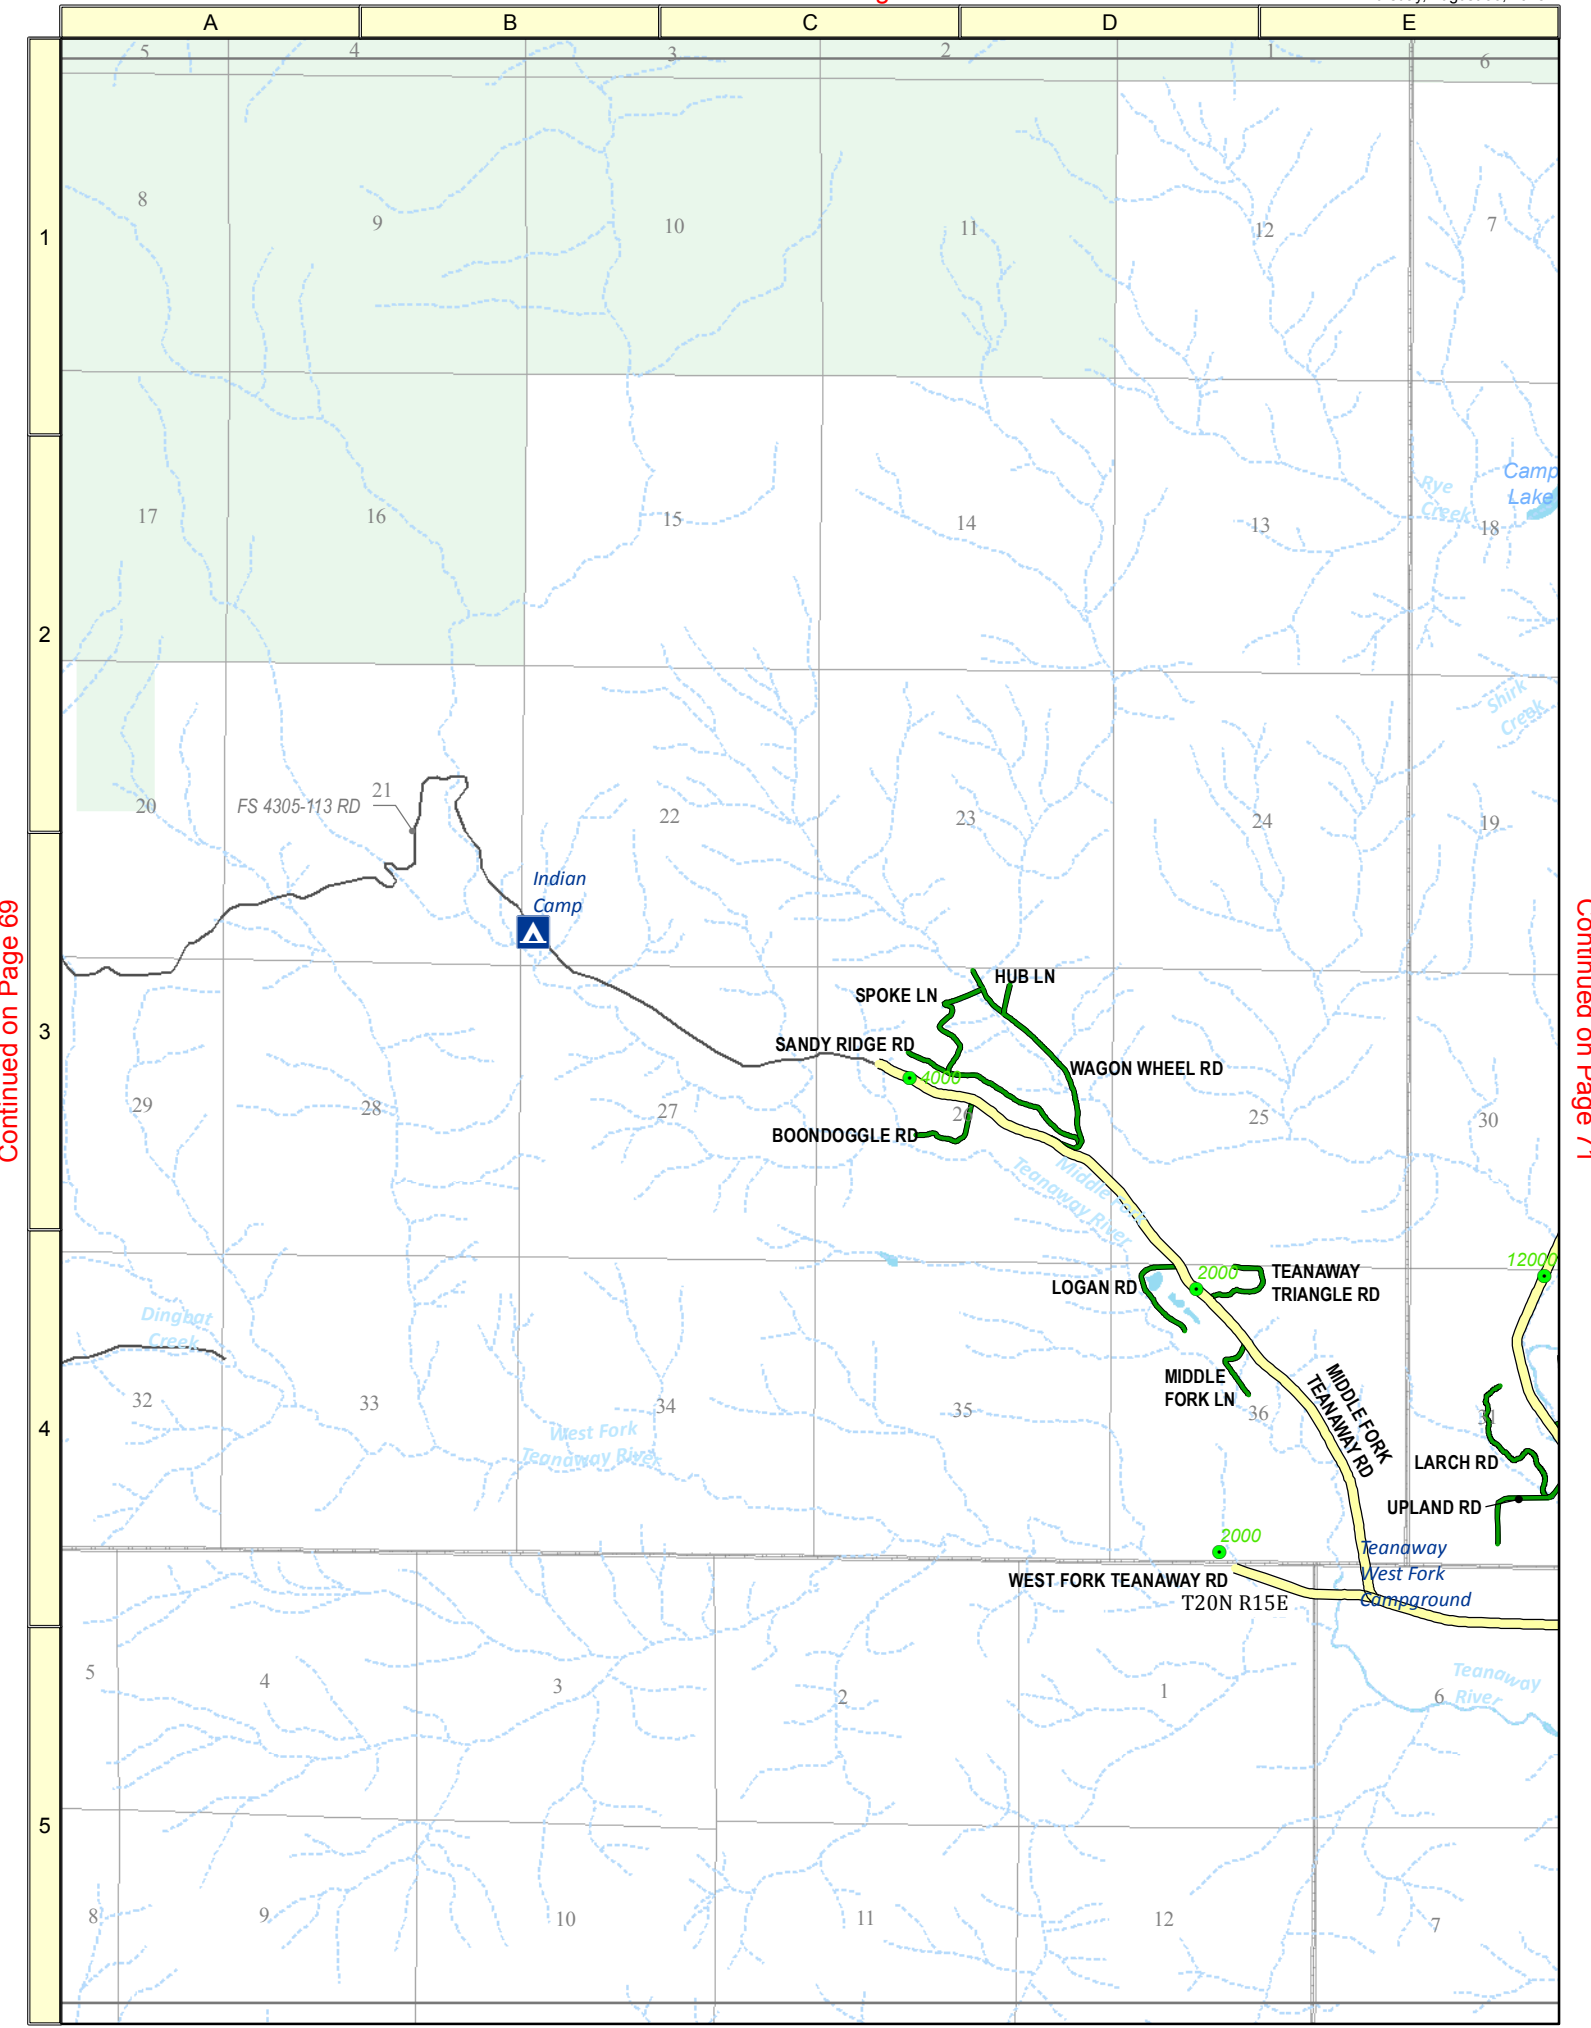 A B C D E
5 4 3 2 1 6
8 9 10 11 12 7
1
17 16 15 14 13 18
Rye
Creek
Camp
Lake
2
Shirk
Creek
20 21 22 23 24 19
FS 4305-113 RD
Indian
Camp
Continued on Page 69
Continued on Page 71
3
HUB LN
SPOKE LN
SANDY RIDGE RD
WAGON WHEEL RD
4000
29 28 27 26 25 30
BOONDOGGLE RD
Middle Fork
Teanaway River
12000
2000
TEANAWAY
TRIANGLE RD
LOGAN RD
Dingbat
Creek
MIDDLE
FORK LN
MIDDLE FORK
TEANAWAY RD
32 33 34 35 36 31
4
West Fork
Teanaway River
LARCH RD
UPLAND RD
2000
Teanaway
West Fork
Campground
WEST FORK TEANAWAY RD
T20N R15E
5 4 3 2 1 6
Teanaway
River
5
8 9 10 11 12 7